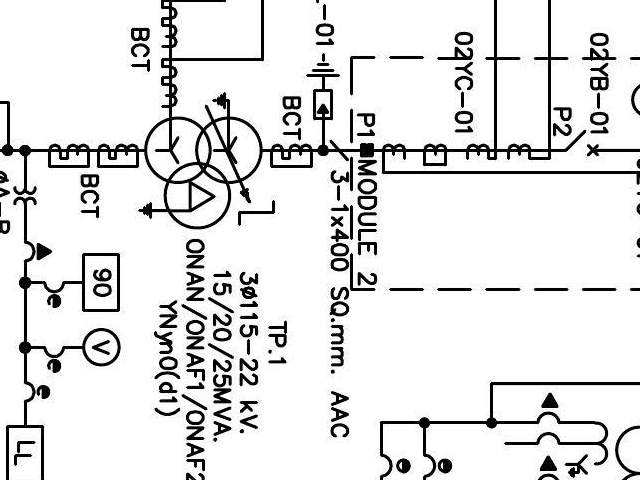 02YB-01
P2
02YC-01
P1
MODULE 2
3-1x400 SQ.mm. AAC
-01
BCT
BCT
BCT
TP.1
3ø115-22 kV.
15/20/25MVA.
ONAN/ONAF1/ONAF2
YNyn0(d1)
90
V